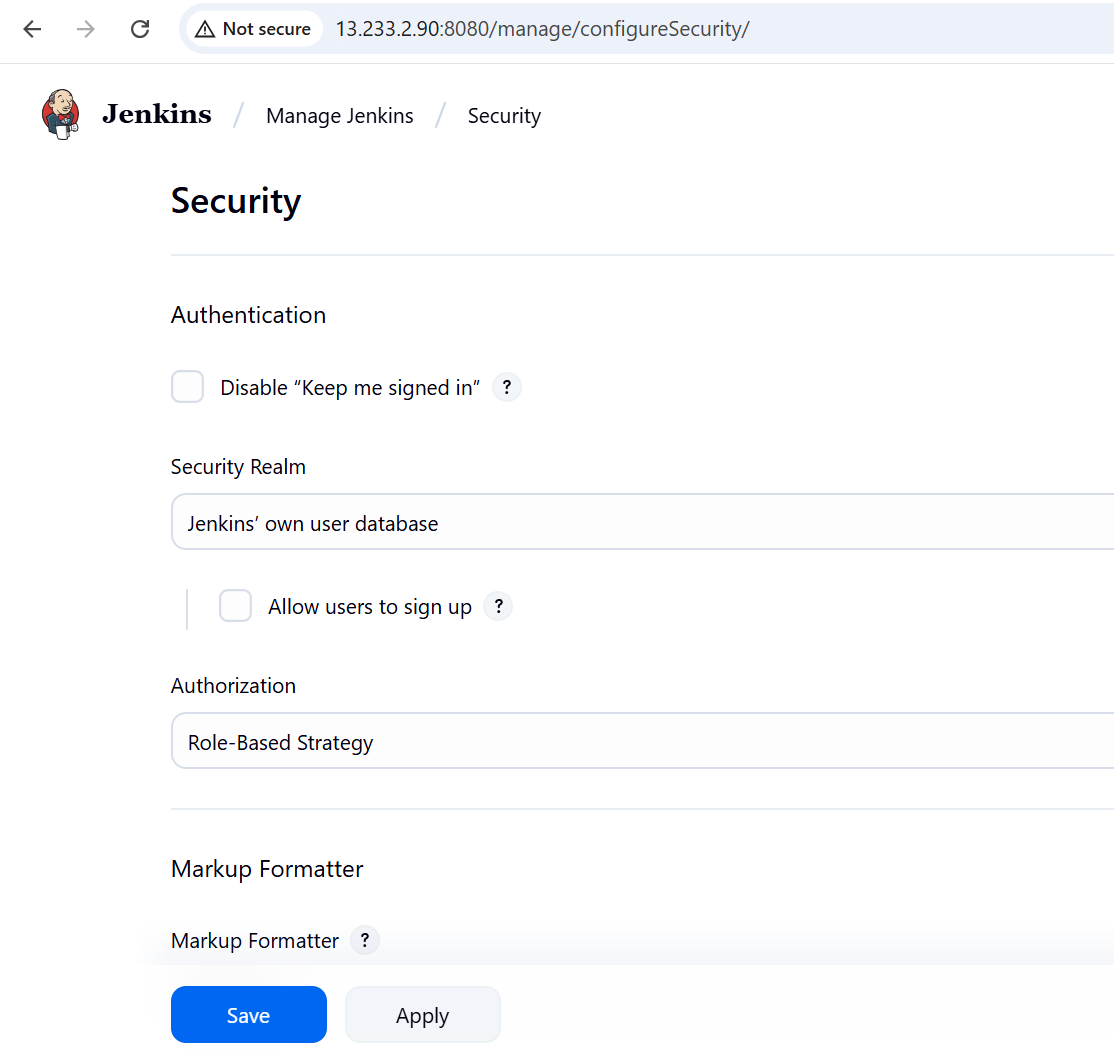 Not secure 13.233.2.90:8080/manage/configureSecurity/
Jenkins / Manage Jenkins / Security
Security
Authentication
Disable “Keep me signed in” ?
Security Realm
Jenkins’ own user database
Allow users to sign up ?
Authorization
Role-Based Strategy
Markup Formatter
Markup Formatter ?
Save Apply